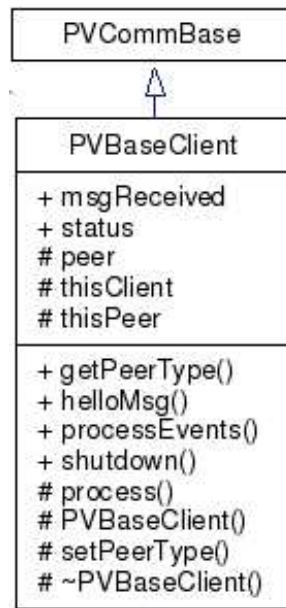 PVCommBase
PVBaseClient
+ msgReceived
+ status
# peer
# thisClient
# thisPeer
+ getPeerType()
+ helloMsg()
+ processEvents()
+ shutdown()
# process()
# PVBaseClient()
# setPeerType()
# ~PVBaseClient()